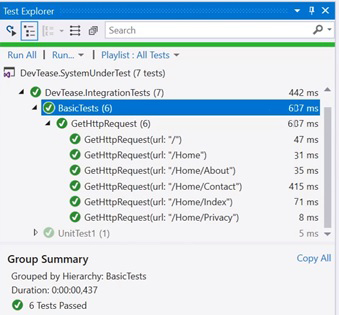 Test Explorer
Search
Run All | Run... | Playlist : All Tests
DevTease.SystemUnderTest (7 tests)
DevTease.IntegrationTests (7) 442 ms
BasicTests (6) 687 ms
GetHttpRequest (6) 687 ms
GetHttpRequest(url: "/") 47 ms
GetHttpRequest(url: "/Home") 31 ms
GetHttpRequest(url: "/Home/About") 35 ms
GetHttpRequest(url: "/Home/Contact") 415 ms
GetHttpRequest(url: "/Home/Index") 71 ms
GetHttpRequest(url: "/Home/Privacy") 8 ms
UnitTest1 (1) 5 ms
Group Summary Copy All
Grouped by Hierarchy: BasicTests
Duration: 0:00:00,437
6 Tests Passed